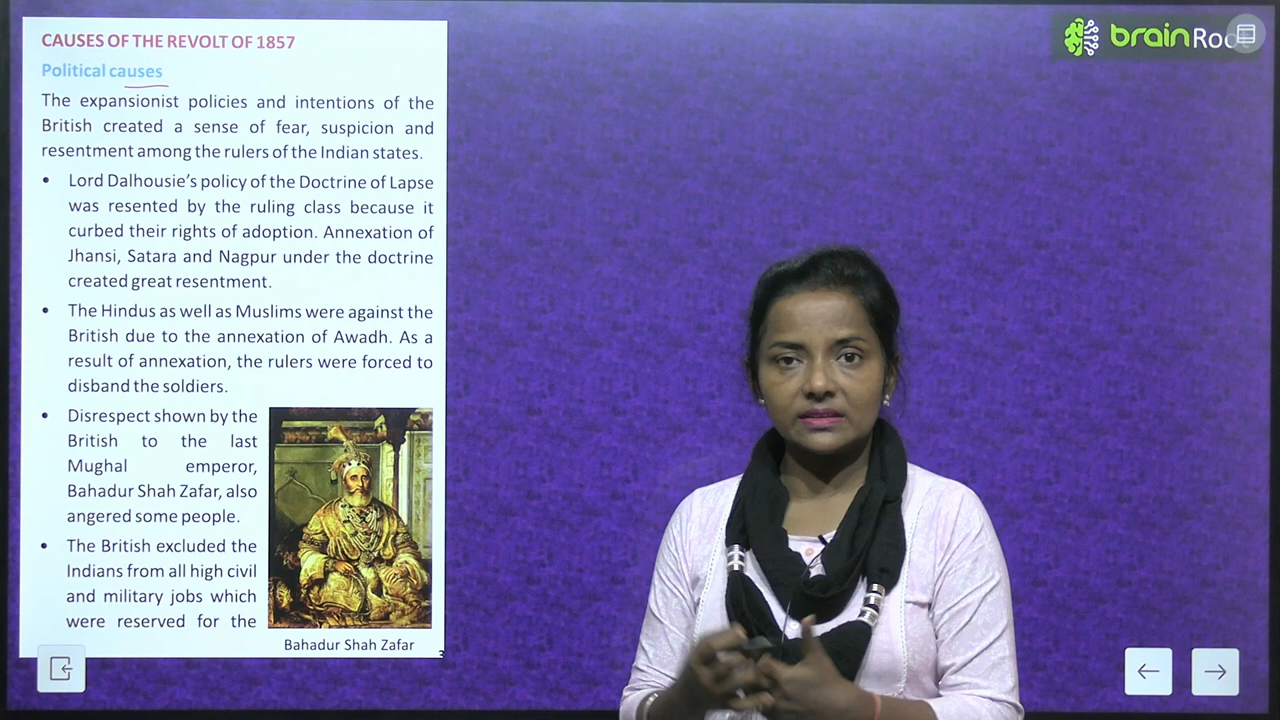 CAUSES OF THE REVOLT OF 1857
Political causes
The expansionist policies and intentions of the
British created a sense of fear, suspicion and
resentment among the rulers of the Indian states.
• Lord Dalhousie's policy of the Doctrine of Lapse
was resented by the ruling class because it
curbed their rights of adoption. Annexation of
Jhansi, Satara and Nagpur under the doctrine
created great resentment.
• The Hindus as well as Muslims were against the
British due to the annexation of Awadh. As a
result of annexation, the rulers were forced to
disband the soldiers.
• Disrespect shown by the
British to the last
Mughal emperor,
Bahadur Shah Zafar, also
angered some people.
• The British excluded the
Indians from all high civil
and military jobs which
were reserved for the
Bahadur Shah Zafar
3
brain